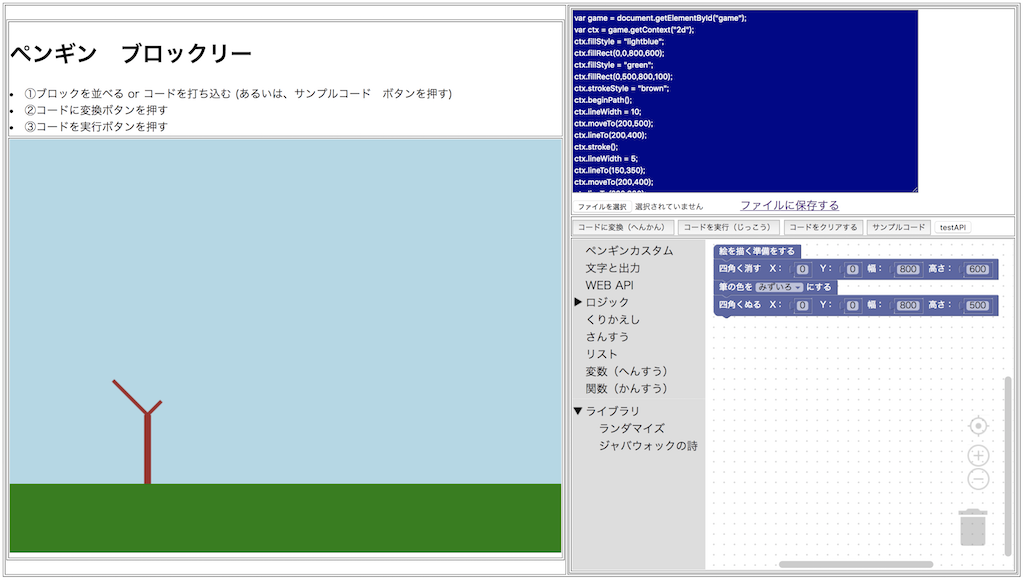 ペンギン　ブロックリー
①ブロックを並べる or コードを打ち込む (あるいは、サンプルコード　ボタンを押す)
②コードに変換ボタンを押す
③コードを実行ボタンを押す
var game = document.getElementById("game");
var ctx = game.getContext("2d");
ctx.fillStyle = "lightblue";
ctx.fillRect(0,0,800,600);
ctx.fillStyle = "green";
ctx.fillRect(0,500,800,100);
ctx.strokeStyle = "brown";
ctx.beginPath();
ctx.lineWidth = 10;
ctx.moveTo(200,500);
ctx.lineTo(200,400);
ctx.stroke();
ctx.lineWidth = 5;
ctx.lineTo(150,350);
ctx.moveTo(200,400);
ファイルを選択 選択されていません ファイルに保存する
コードに変換（へんかん） コードを実行（じっこう） コードをクリアする サンプルコード testAPI
ペンギンカスタム
文字と出力
WEB API
ロジック
くりかえし
さんすう
リスト
変数（へんすう）
関数（かんすう）
ライブラリ
ランダマイズ
ジャバウォックの詩
絵を描く準備をする
四角く消す X： 0 Y： 0 幅： 800 高さ： 600
筆の色を みずいろ にする
四角くぬる X： 0 Y： 0 幅： 800 高さ： 500